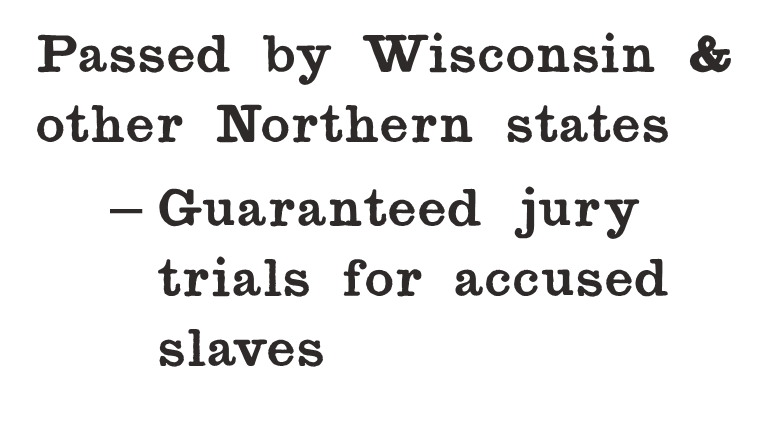 Passed by Wisconsin &
other Northern states
– Guaranteed jury
trials for accused
slaves